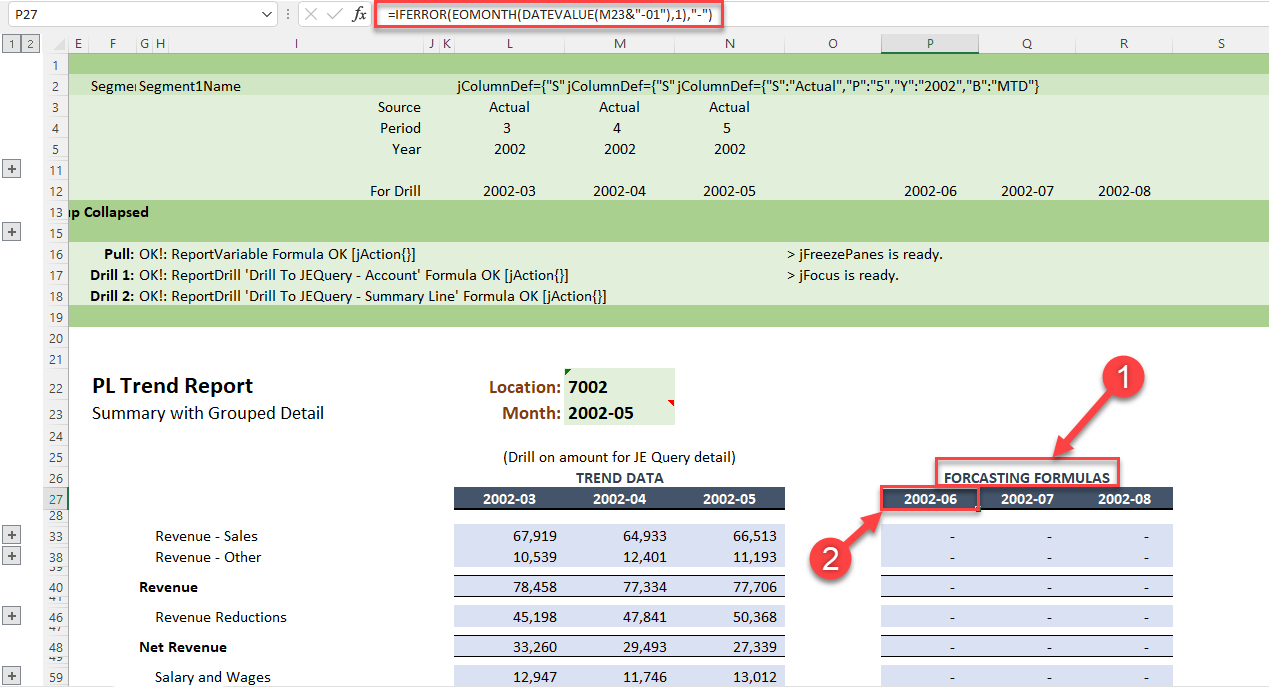 P27 fx =IFERROR(EOMONTH(DATEVALUE(M23&"-01"),1),"-")
1 2 E F G H I J K L M N O P Q R S
1
2 Segmei Segment1Name jColumnDef={"S" jColumnDef={"S" jColumnDef={"S":"Actual","P":"5","Y":"2002","B":"MTD"}
3 Source Actual Actual Actual
4 Period 3 4 5
5 Year 2002 2002 2002
11
12 For Drill 2002-03 2002-04 2002-05 2002-06 2002-07 2002-08
13 up Collapsed
15
16 Pull: OK!: ReportVariable Formula OK [jAction{}] > jFreezePanes is ready.
17 Drill 1: OK!: ReportDrill 'Drill To JEQuery - Account' Formula OK [jAction{}] > jFocus is ready.
18 Drill 2: OK!: ReportDrill 'Drill To JEQuery - Summary Line' Formula OK [jAction{}]
19
20
21
22 PL Trend Report Location: 7002
1
23 Summary with Grouped Detail Month: 2002-05
24
25 (Drill on amount for JE Query detail)
26 TREND DATA FORCASTING FORMULAS
27 2002-03 2002-04 2002-05 2002-06 2002-07 2002-08
28
33 Revenue - Sales 67,919 64,933 66,513 - - -
2
38 Revenue - Other 10,539 12,401 11,193 - - -
39
40 Revenue 78,458 77,334 77,706 - - -
41
46 Revenue Reductions 45,198 47,841 50,368 - - -
47
48 Net Revenue 33,260 29,493 27,339 - - -
49
59 Salary and Wages 12,947 11,746 13,012 - - -